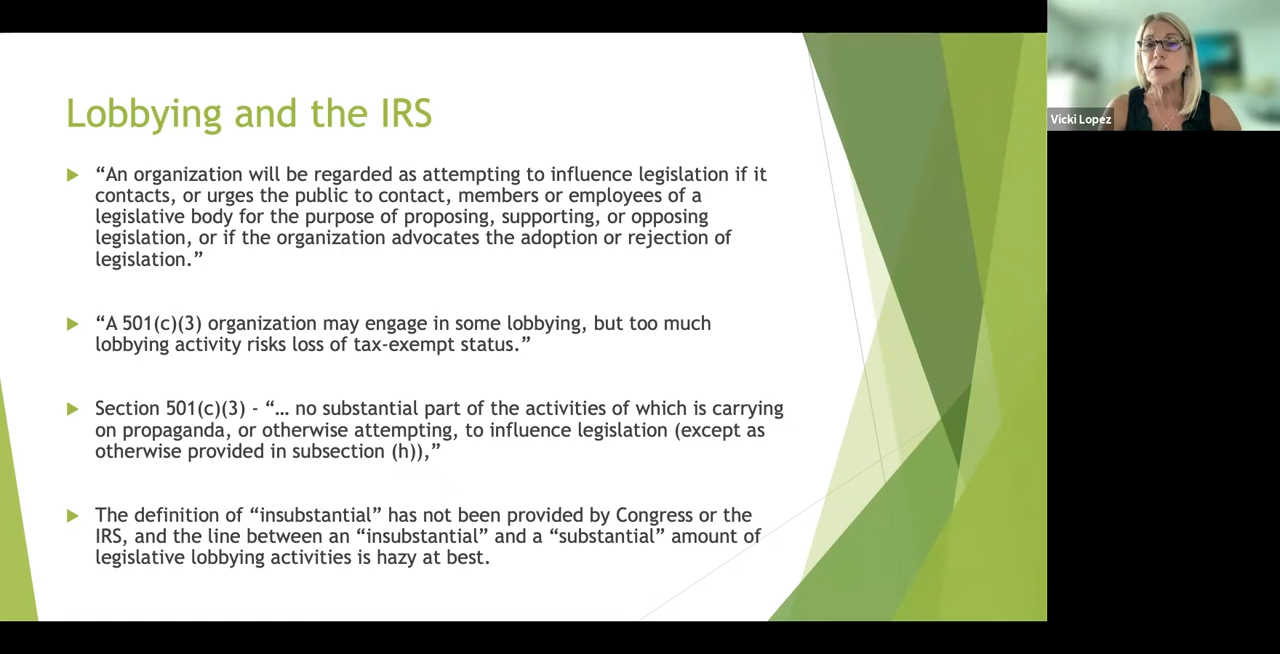 Lobbying and the IRS
“An organization will be regarded as attempting to influence legislation if it
contacts, or urges the public to contact, members or employees of a
legislative body for the purpose of proposing, supporting, or opposing
legislation, or if the organization advocates the adoption or rejection of
legislation.”
“A 501(c)(3) organization may engage in some lobbying, but too much
lobbying activity risks loss of tax-exempt status.”
Section 501(c)(3) - “… no substantial part of the activities of which is carrying
on propaganda, or otherwise attempting, to influence legislation (except as
otherwise provided in subsection (h)),”
The definition of “insubstantial” has not been provided by Congress or the
IRS, and the line between an “insubstantial” and a “substantial” amount of
legislative lobbying activities is hazy at best.
Vicki Lopez